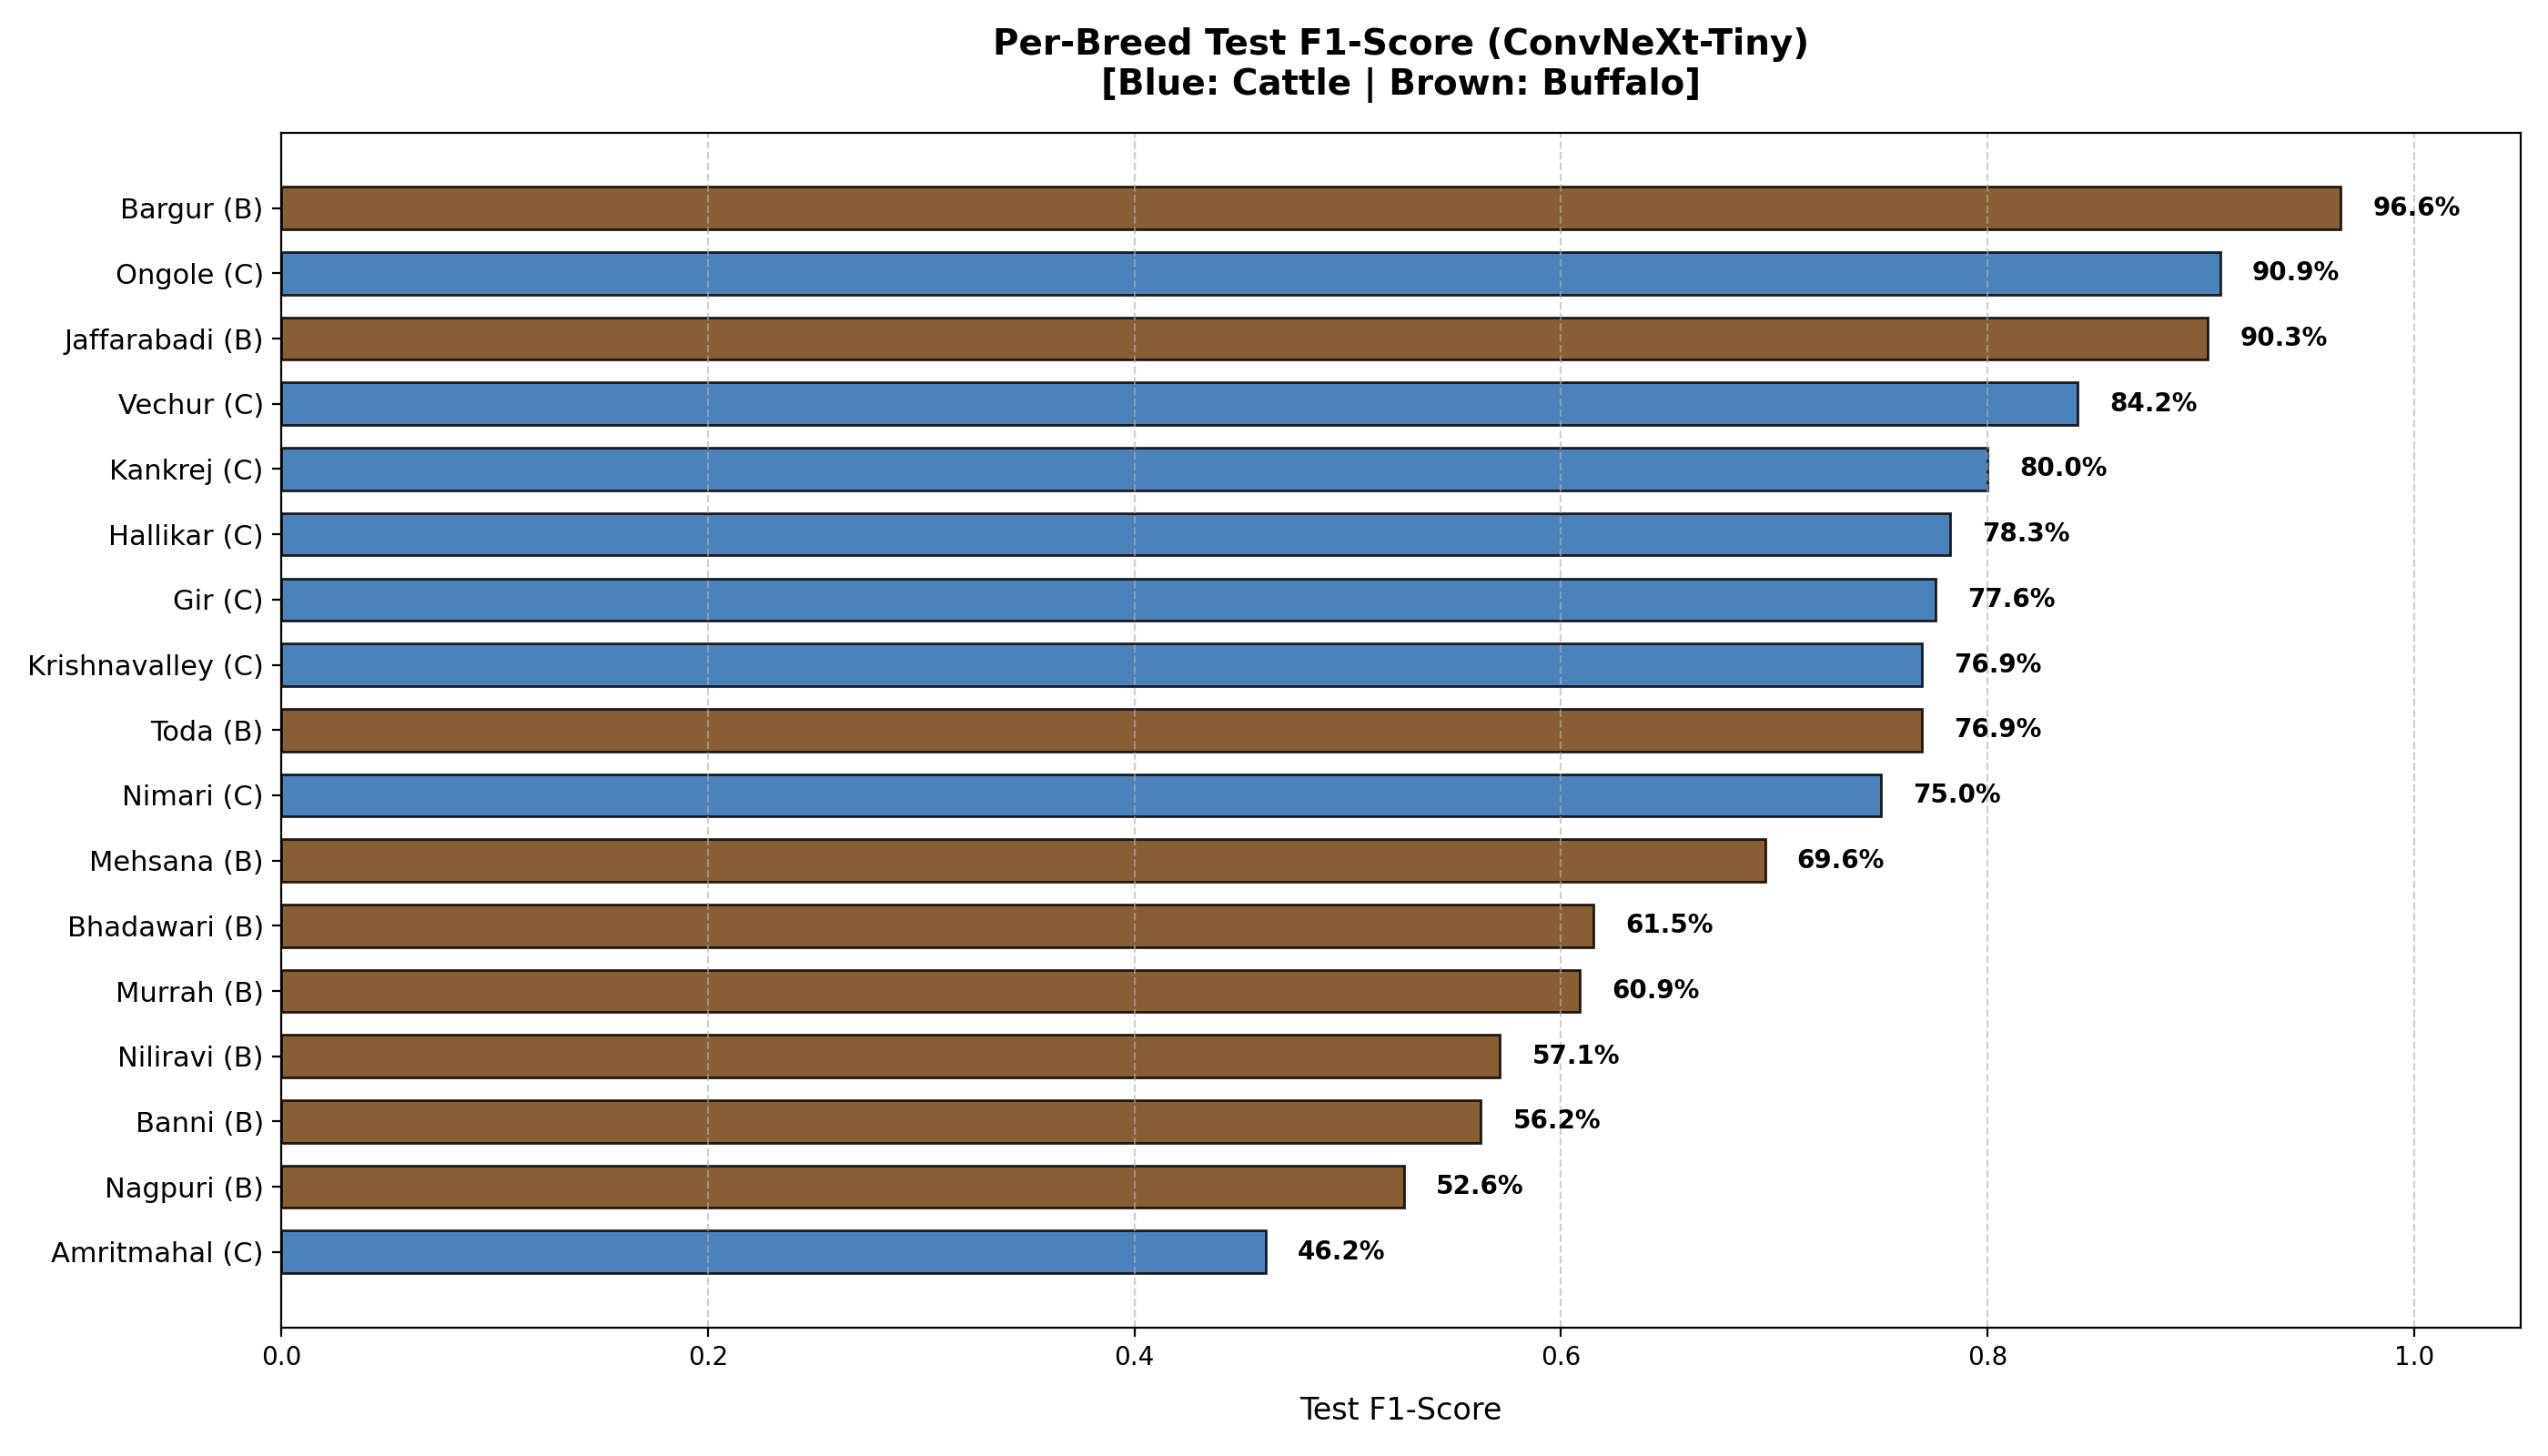 Per-Breed Test F1-Score (ConvNeXt-Tiny)
[Blue: Cattle | Brown: Buffalo]
Bargur (B) 96.6%
Ongole (C) 90.9%
Jaffarabadi (B) 90.3%
Vechur (C) 84.2%
Kankrej (C) 80.0%
Hallikar (C) 78.3%
Gir (C) 77.6%
Krishnavalley (C) 76.9%
Toda (B) 76.9%
Nimari (C) 75.0%
Mehsana (B) 69.6%
Bhadawari (B) 61.5%
Murrah (B) 60.9%
Niliravi (B) 57.1%
Banni (B) 56.2%
Nagpuri (B) 52.6%
Amritmahal (C) 46.2%
0.0 0.2 0.4 0.6 0.8 1.0
Test F1-Score